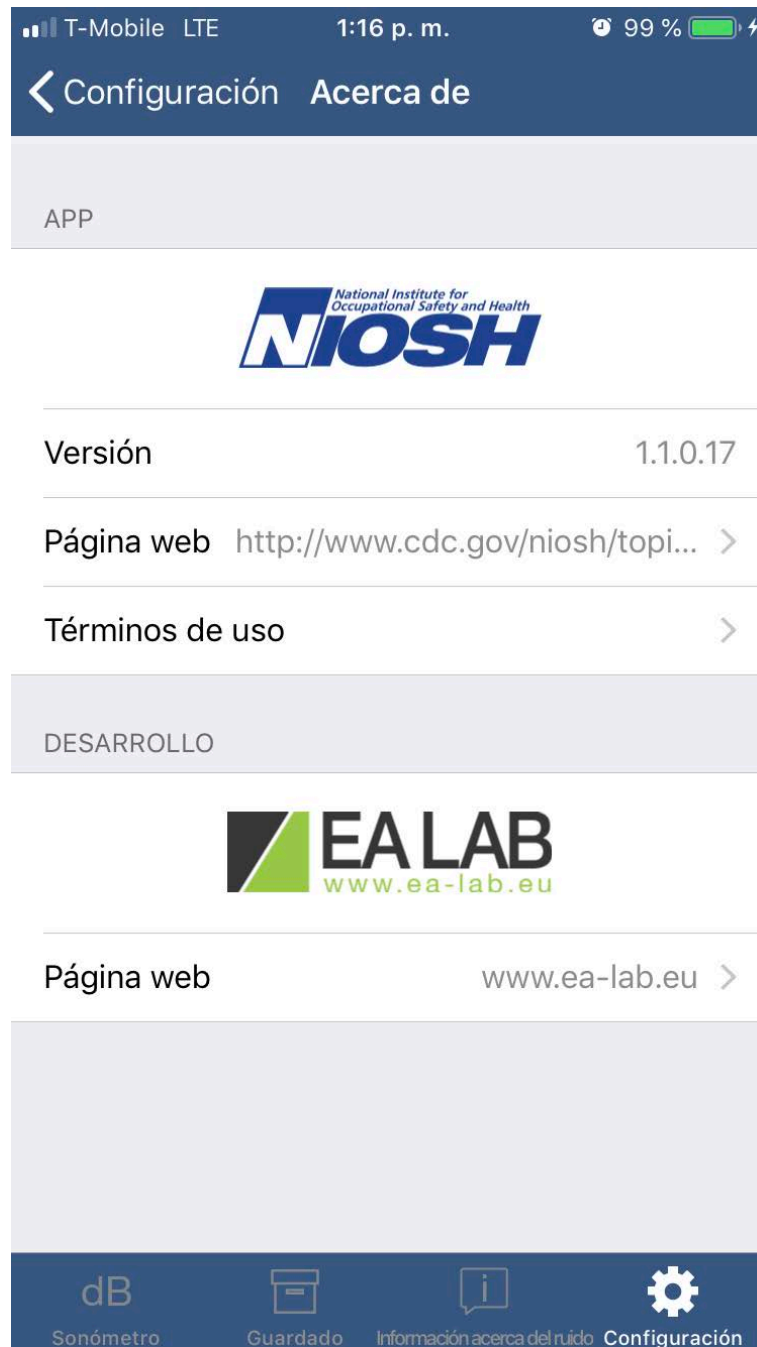 T-Mobile LTE 1:16 p. m. 99 %
Configuración Acerca de
APP
National Institute for
Occupational Safety and Health
NIOSH
Versión 1.1.0.17
Página web http://www.cdc.gov/niosh/topi...
Términos de uso
DESARROLLO
EA LAB
www.ea-lab.eu
Página web www.ea-lab.eu
dB
Sonómetro Guardado Información acerca del ruido Configuración